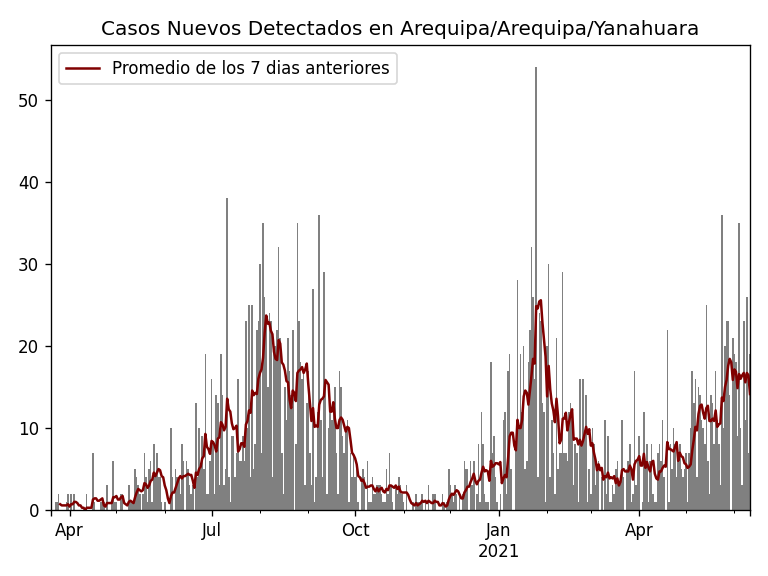 Casos Nuevos Detectados en Arequipa/Arequipa/Yanahuara
Promedio de los 7 dias anteriores
50
40
30
20
10
0
Apr Jul Oct Jan Apr
2021